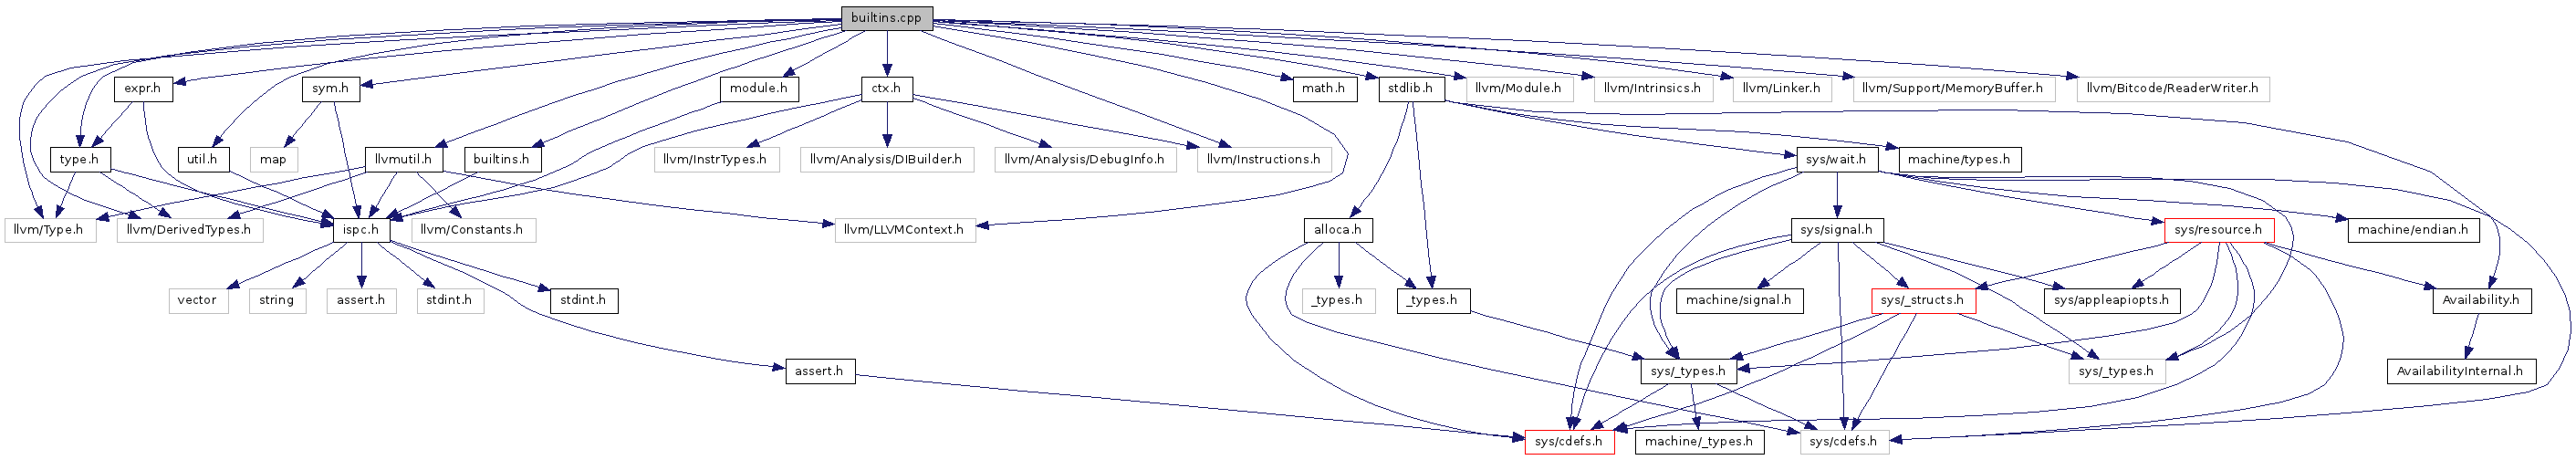 builtins.cpp
expr.h
sym.h
module.h
ctx.h
math.h
stdlib.h
llvm/Module.h
llvm/Intrinsics.h
llvm/Linker.h
llvm/Support/MemoryBuffer.h
llvm/Bitcode/ReaderWriter.h
type.h
util.h
map
llvmutil.h
builtins.h
llvm/InstrTypes.h
llvm/Analysis/DIBuilder.h
llvm/Analysis/DebugInfo.h
llvm/Instructions.h
sys/wait.h
machine/types.h
llvm/Type.h
llvm/DerivedTypes.h
ispc.h
llvm/Constants.h
llvm/LLVMContext.h
alloca.h
sys/signal.h
sys/resource.h
machine/endian.h
vector
string
assert.h
stdint.h
stdint.h
_types.h
_types.h
machine/signal.h
sys/_structs.h
sys/appleapiopts.h
Availability.h
assert.h
sys/_types.h
sys/_types.h
AvailabilityInternal.h
sys/cdefs.h
machine/_types.h
sys/cdefs.h